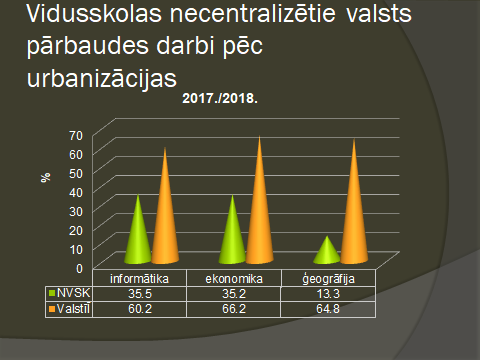 Vidusskolas necentralizētie valsts
pārbaudes darbi pēc
urbanizācijas
2017./2018.
%
70
60
50
40
30
20
10
0
informātika ekonomika ģeogrāfija
NVSK 35.5 35.2 13.3
Valstīī 60.2 66.2 64.8